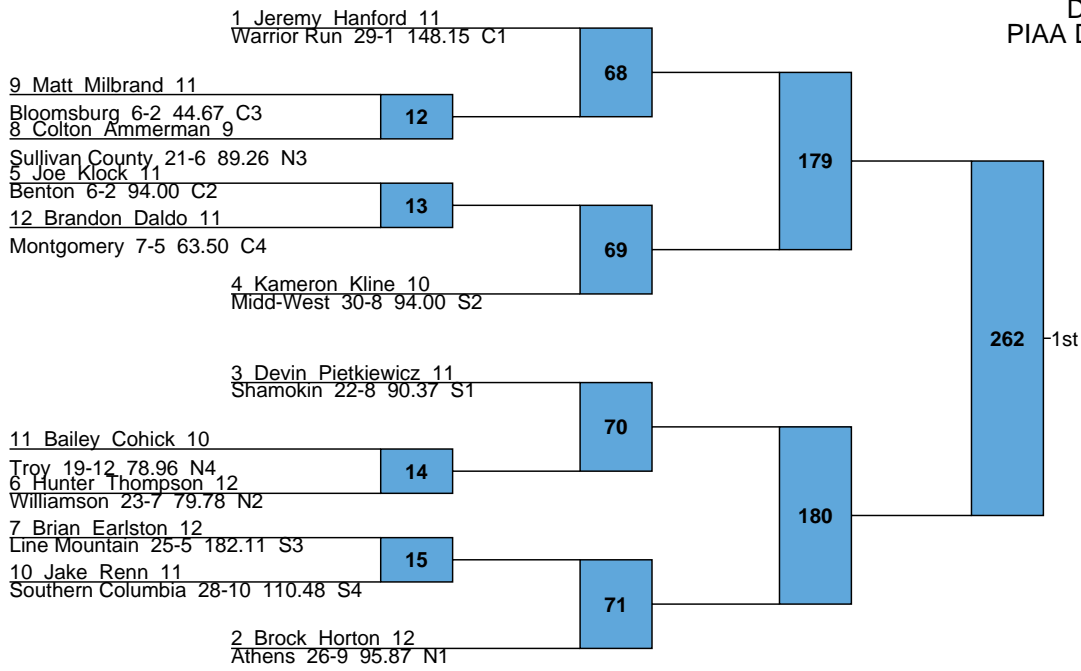 D
PIAA D
1 Jeremy Hanford 11
Warrior Run 29-1 148.15 C1
68
9 Matt Milbrand 11
Bloomsburg 6-2 44.67 C3
12
8 Colton Ammerman 9
Sullivan County 21-6 89.26 N3
179
5 Joe Klock 11
Benton 6-2 94.00 C2
13
12 Brandon Daldo 11
Montgomery 7-5 63.50 C4
69
4 Kameron Kline 10
Midd-West 30-8 94.00 S2
262
1st
3 Devin Pietkiewicz 11
Shamokin 22-8 90.37 S1
70
11 Bailey Cohick 10
Troy 19-12 78.96 N4
14
6 Hunter Thompson 12
Williamson 23-7 79.78 N2
180
7 Brian Earlston 12
Line Mountain 25-5 182.11 S3
15
10 Jake Renn 11
Southern Columbia 28-10 110.48 S4
71
2 Brock Horton 12
Athens 26-9 95.87 N1